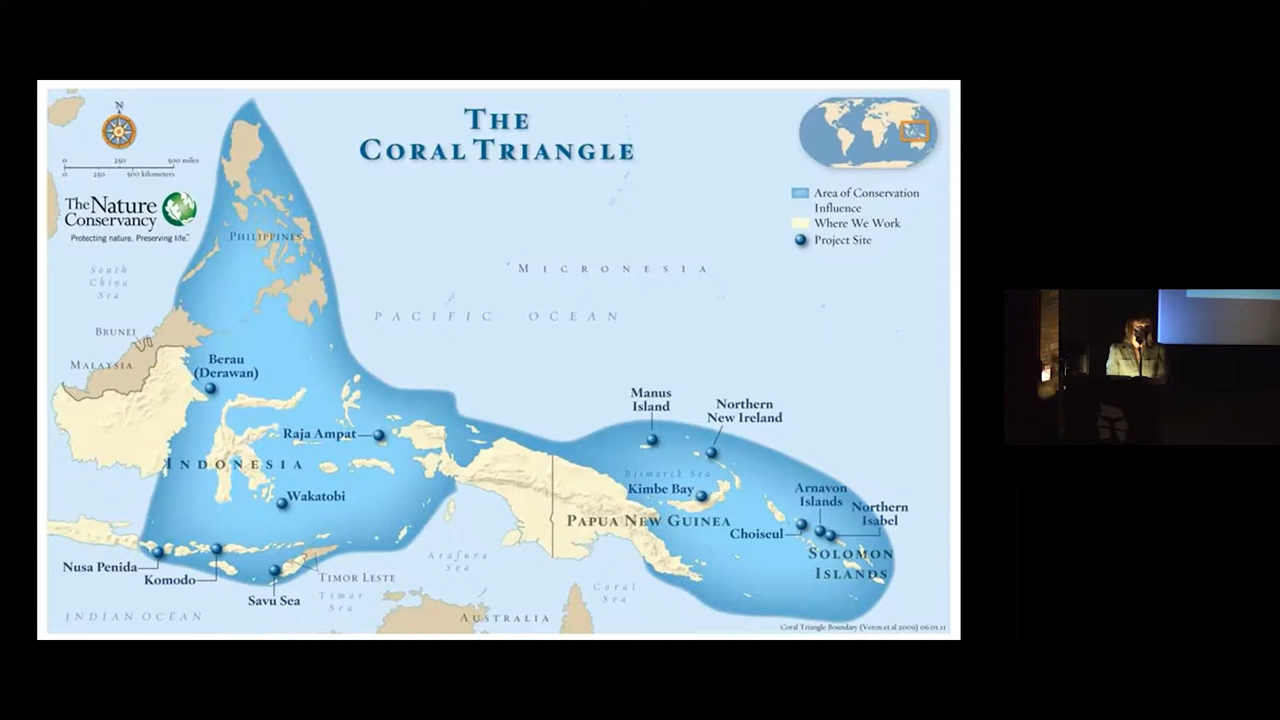 THE
CORAL TRIANGLE
N
0 250 500 miles
0 250 500 kilometers
The Nature
Conservancy
Protecting nature. Preserving life.™
Area of Conservation
Influence
Where We Work
Project Site
PHILIPPINES
South
China
Sea
MICRONESIA
PACIFIC OCEAN
BRUNEI
MALAYSIA
Berau
(Derawan)
Manus
Island
Northern
New Ireland
Raja Ampat
INDONESIA
Bismarck Sea
Kimbe Bay
Wakatobi
Arnavon
Islands
Northern
Isabel
PAPUA NEW GUINEA
Choiseul
SOLOMON
ISLANDS
Nusa Penida
Komodo
Arafura
Sea
TIMOR LESTE
Savu Sea
Timor
Sea
Coral
Sea
INDIAN OCEAN
AUSTRALIA
Coral Triangle Boundary (Veron et al 2009) 06.01.11